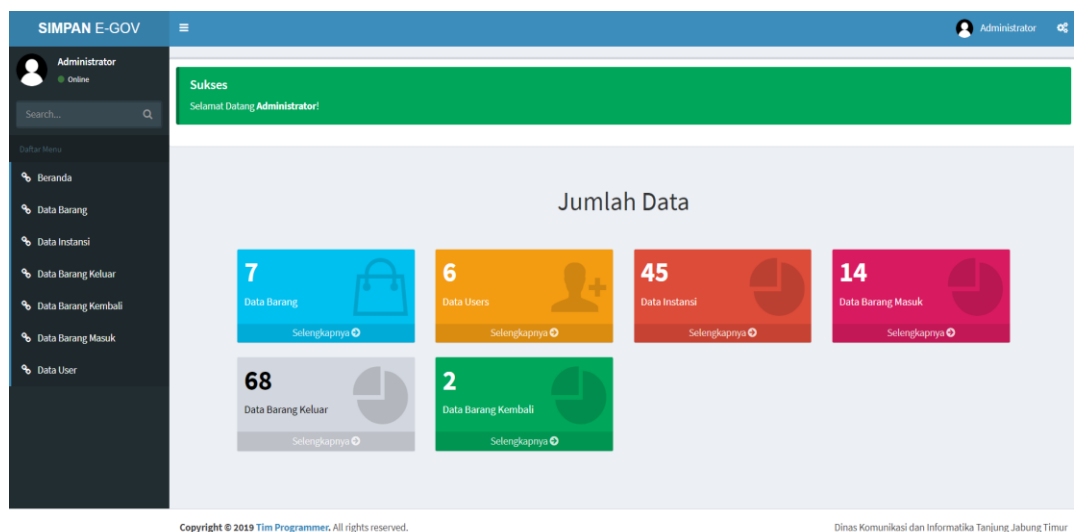 SIMPAN E-GOV
Administrator
Administrator
Online
Search...
Daftar Menu
Beranda
Data Barang
Data Instansi
Data Barang Keluar
Data Barang Kembali
Data Barang Masuk
Data User
Sukses
Selamat Datang Administrator!
Jumlah Data
7
Data Barang
Selengkapnya
6
Data Users
Selengkapnya
45
Data Instansi
Selengkapnya
14
Data Barang Masuk
Selengkapnya
68
Data Barang Keluar
Selengkapnya
2
Data Barang Kembali
Selengkapnya
Copyright © 2019 Tim Programmer. All rights reserved.
Dinas Komunikasi dan Informatika Tanjung Jabung Timur